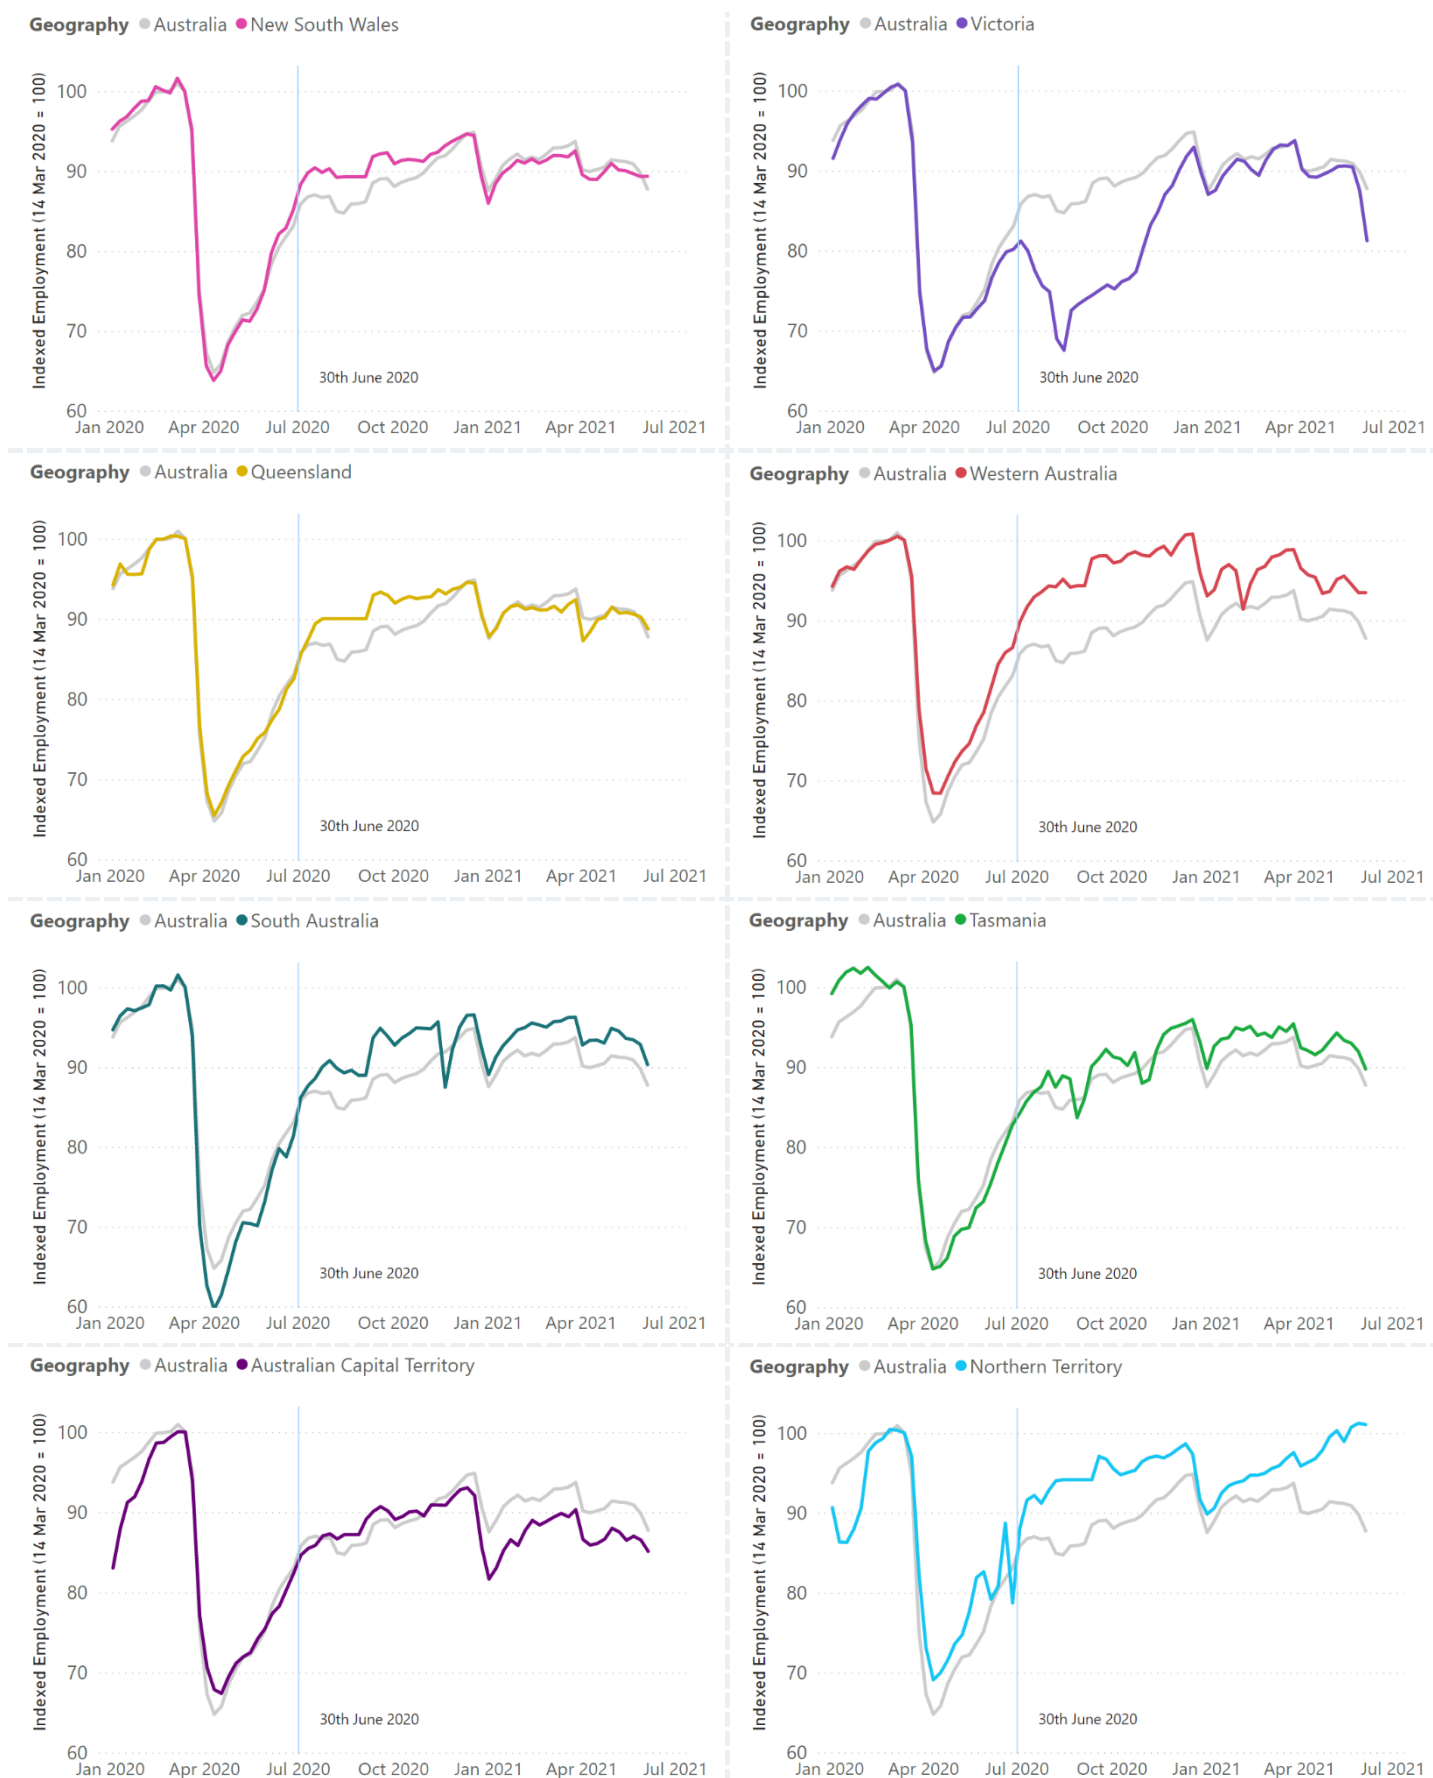 Geography Australia New South Wales
Indexed Employment (14 Mar 2020 = 100)
100
90
80
70
60
30th June 2020
Jan 2020 Apr 2020 Jul 2020 Oct 2020 Jan 2021 Apr 2021 Jul 2021
Geography Australia Victoria
Indexed Employment (14 Mar 2020 = 100)
100
90
80
70
60
30th June 2020
Jan 2020 Apr 2020 Jul 2020 Oct 2020 Jan 2021 Apr 2021 Jul 2021
Geography Australia Queensland
Indexed Employment (14 Mar 2020 = 100)
100
90
80
70
60
30th June 2020
Jan 2020 Apr 2020 Jul 2020 Oct 2020 Jan 2021 Apr 2021 Jul 2021
Geography Australia Western Australia
Indexed Employment (14 Mar 2020 = 100)
100
90
80
70
60
30th June 2020
Jan 2020 Apr 2020 Jul 2020 Oct 2020 Jan 2021 Apr 2021 Jul 2021
Geography Australia South Australia
Indexed Employment (14 Mar 2020 = 100)
100
90
80
70
60
30th June 2020
Jan 2020 Apr 2020 Jul 2020 Oct 2020 Jan 2021 Apr 2021 Jul 2021
Geography Australia Tasmania
Indexed Employment (14 Mar 2020 = 100)
100
90
80
70
60
30th June 2020
Jan 2020 Apr 2020 Jul 2020 Oct 2020 Jan 2021 Apr 2021 Jul 2021
Geography Australia Australian Capital Territory
Indexed Employment (14 Mar 2020 = 100)
100
90
80
70
60
30th June 2020
Jan 2020 Apr 2020 Jul 2020 Oct 2020 Jan 2021 Apr 2021 Jul 2021
Geography Australia Northern Territory
Indexed Employment (14 Mar 2020 = 100)
100
90
80
70
60
30th June 2020
Jan 2020 Apr 2020 Jul 2020 Oct 2020 Jan 2021 Apr 2021 Jul 2021